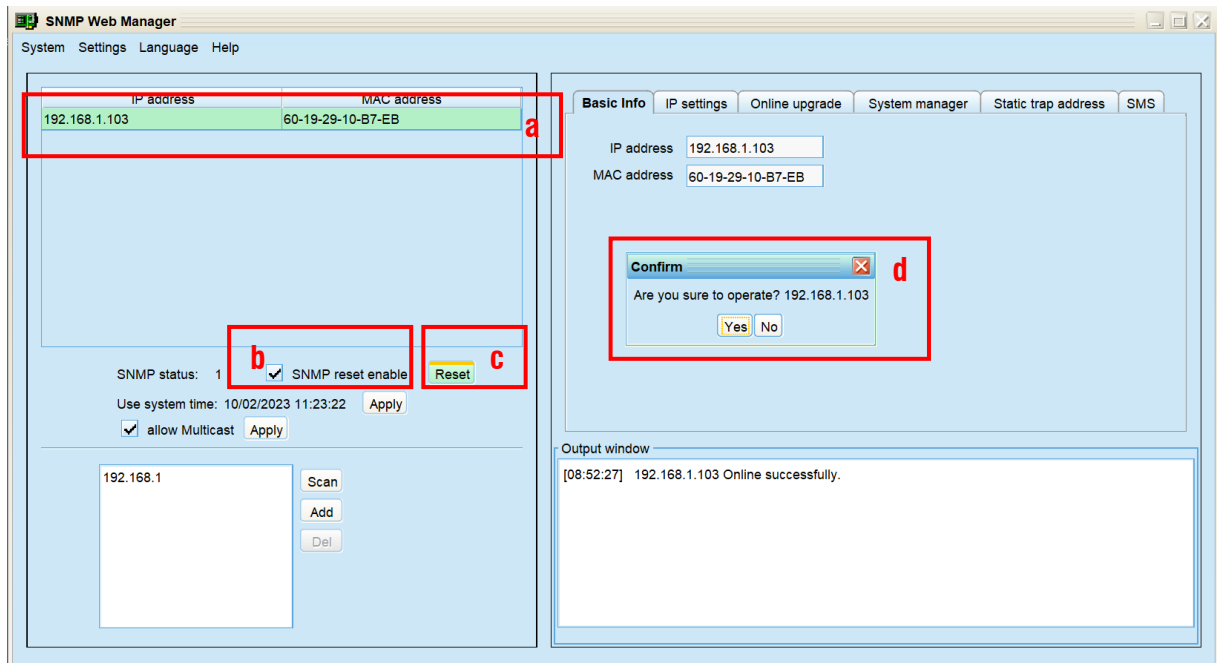 SNMP Web Manager
System Settings Language Help
IP address MAC address
192.168.1.103 60-19-29-10-B7-EB
a
b
c
SNMP status: 1 SNMP reset enable Reset
Use system time: 10/02/2023 11:23:22 Apply
allow Multicast Apply
192.168.1
Scan
Add
Del
Basic Info IP settings Online upgrade System manager Static trap address SMS
IP address 192.168.1.103
MAC address 60-19-29-10-B7-EB
d
Confirm
Are you sure to operate? 192.168.1.103
Yes No
Output window
[08:52:27] 192.168.1.103 Online successfully.